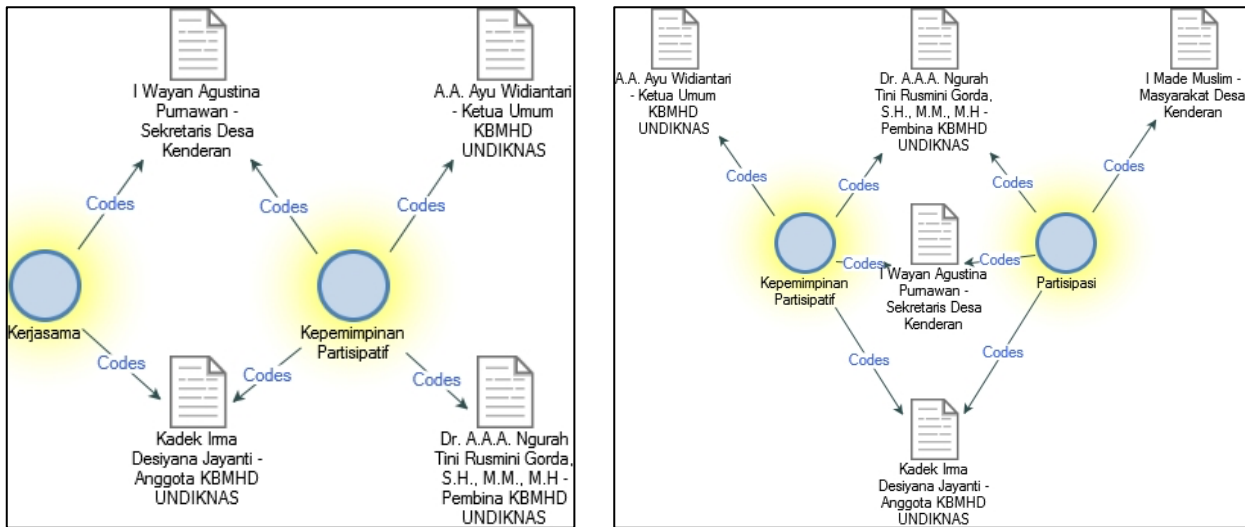 I Wayan Agustina
Purnawan -
Sekretaris Desa
Kenderan
A.A. Ayu Widiantari
- Ketua Umum
KBMHD
UNDIKNAS
Codes
Codes
Codes
Kerjasama
Kepemimpinan
Partisipatif
Codes
Codes
Codes
Kadek Irma
Desiyana Jayanti -
Anggota KBMHD
UNDIKNAS
Dr. A.A.A. Ngurah
Tini Rusmini Gorda,
S.H., M.M., M.H -
Pembina KBMHD
UNDIKNAS
A.A. Ayu Widiantari
- Ketua Umum
KBMHD
UNDIKNAS
Dr. A.A.A. Ngurah
Tini Rusmini Gorda,
S.H., M.M., M.H -
Pembina KBMHD
UNDIKNAS
I Made Muslim -
Masyarakat Desa
Kenderan
Codes
Codes
Codes
Codes
Codes
Codes
Kepemimpinan
Partisipatif
I Wayan Agustina
Purnawan -
Sekretaris Desa
Kenderan
Partisipasi
Codes
Codes
Kadek Irma
Desiyana Jayanti -
Anggota KBMHD
UNDIKNAS